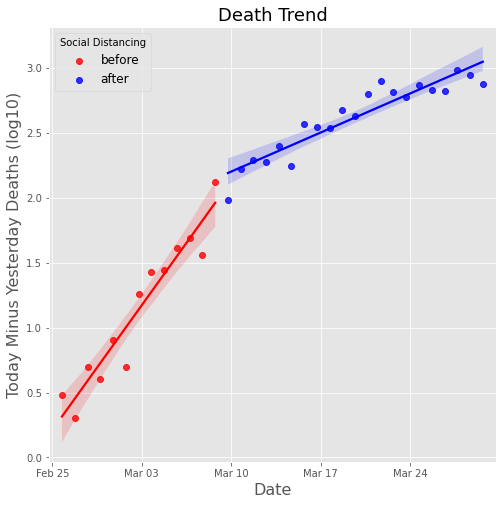 Death Trend
Social Distancing
before
after
Today Minus Yesterday Deaths (log10)
3.0
2.5
2.0
1.5
1.0
0.5
0.0
Feb 25
Mar 03
Mar 10
Mar 17
Mar 24
Date